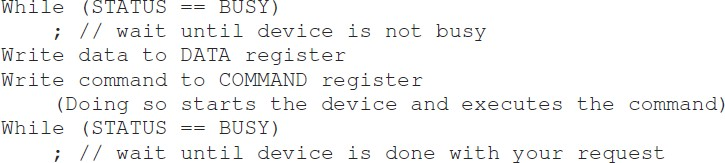 While (STATUS == BUSY)
    ; // wait until device is not busy
Write data to DATA register
Write command to COMMAND register
    (Doing so starts the device and executes the command)
While (STATUS == BUSY)
    ; // wait until device is done with your request